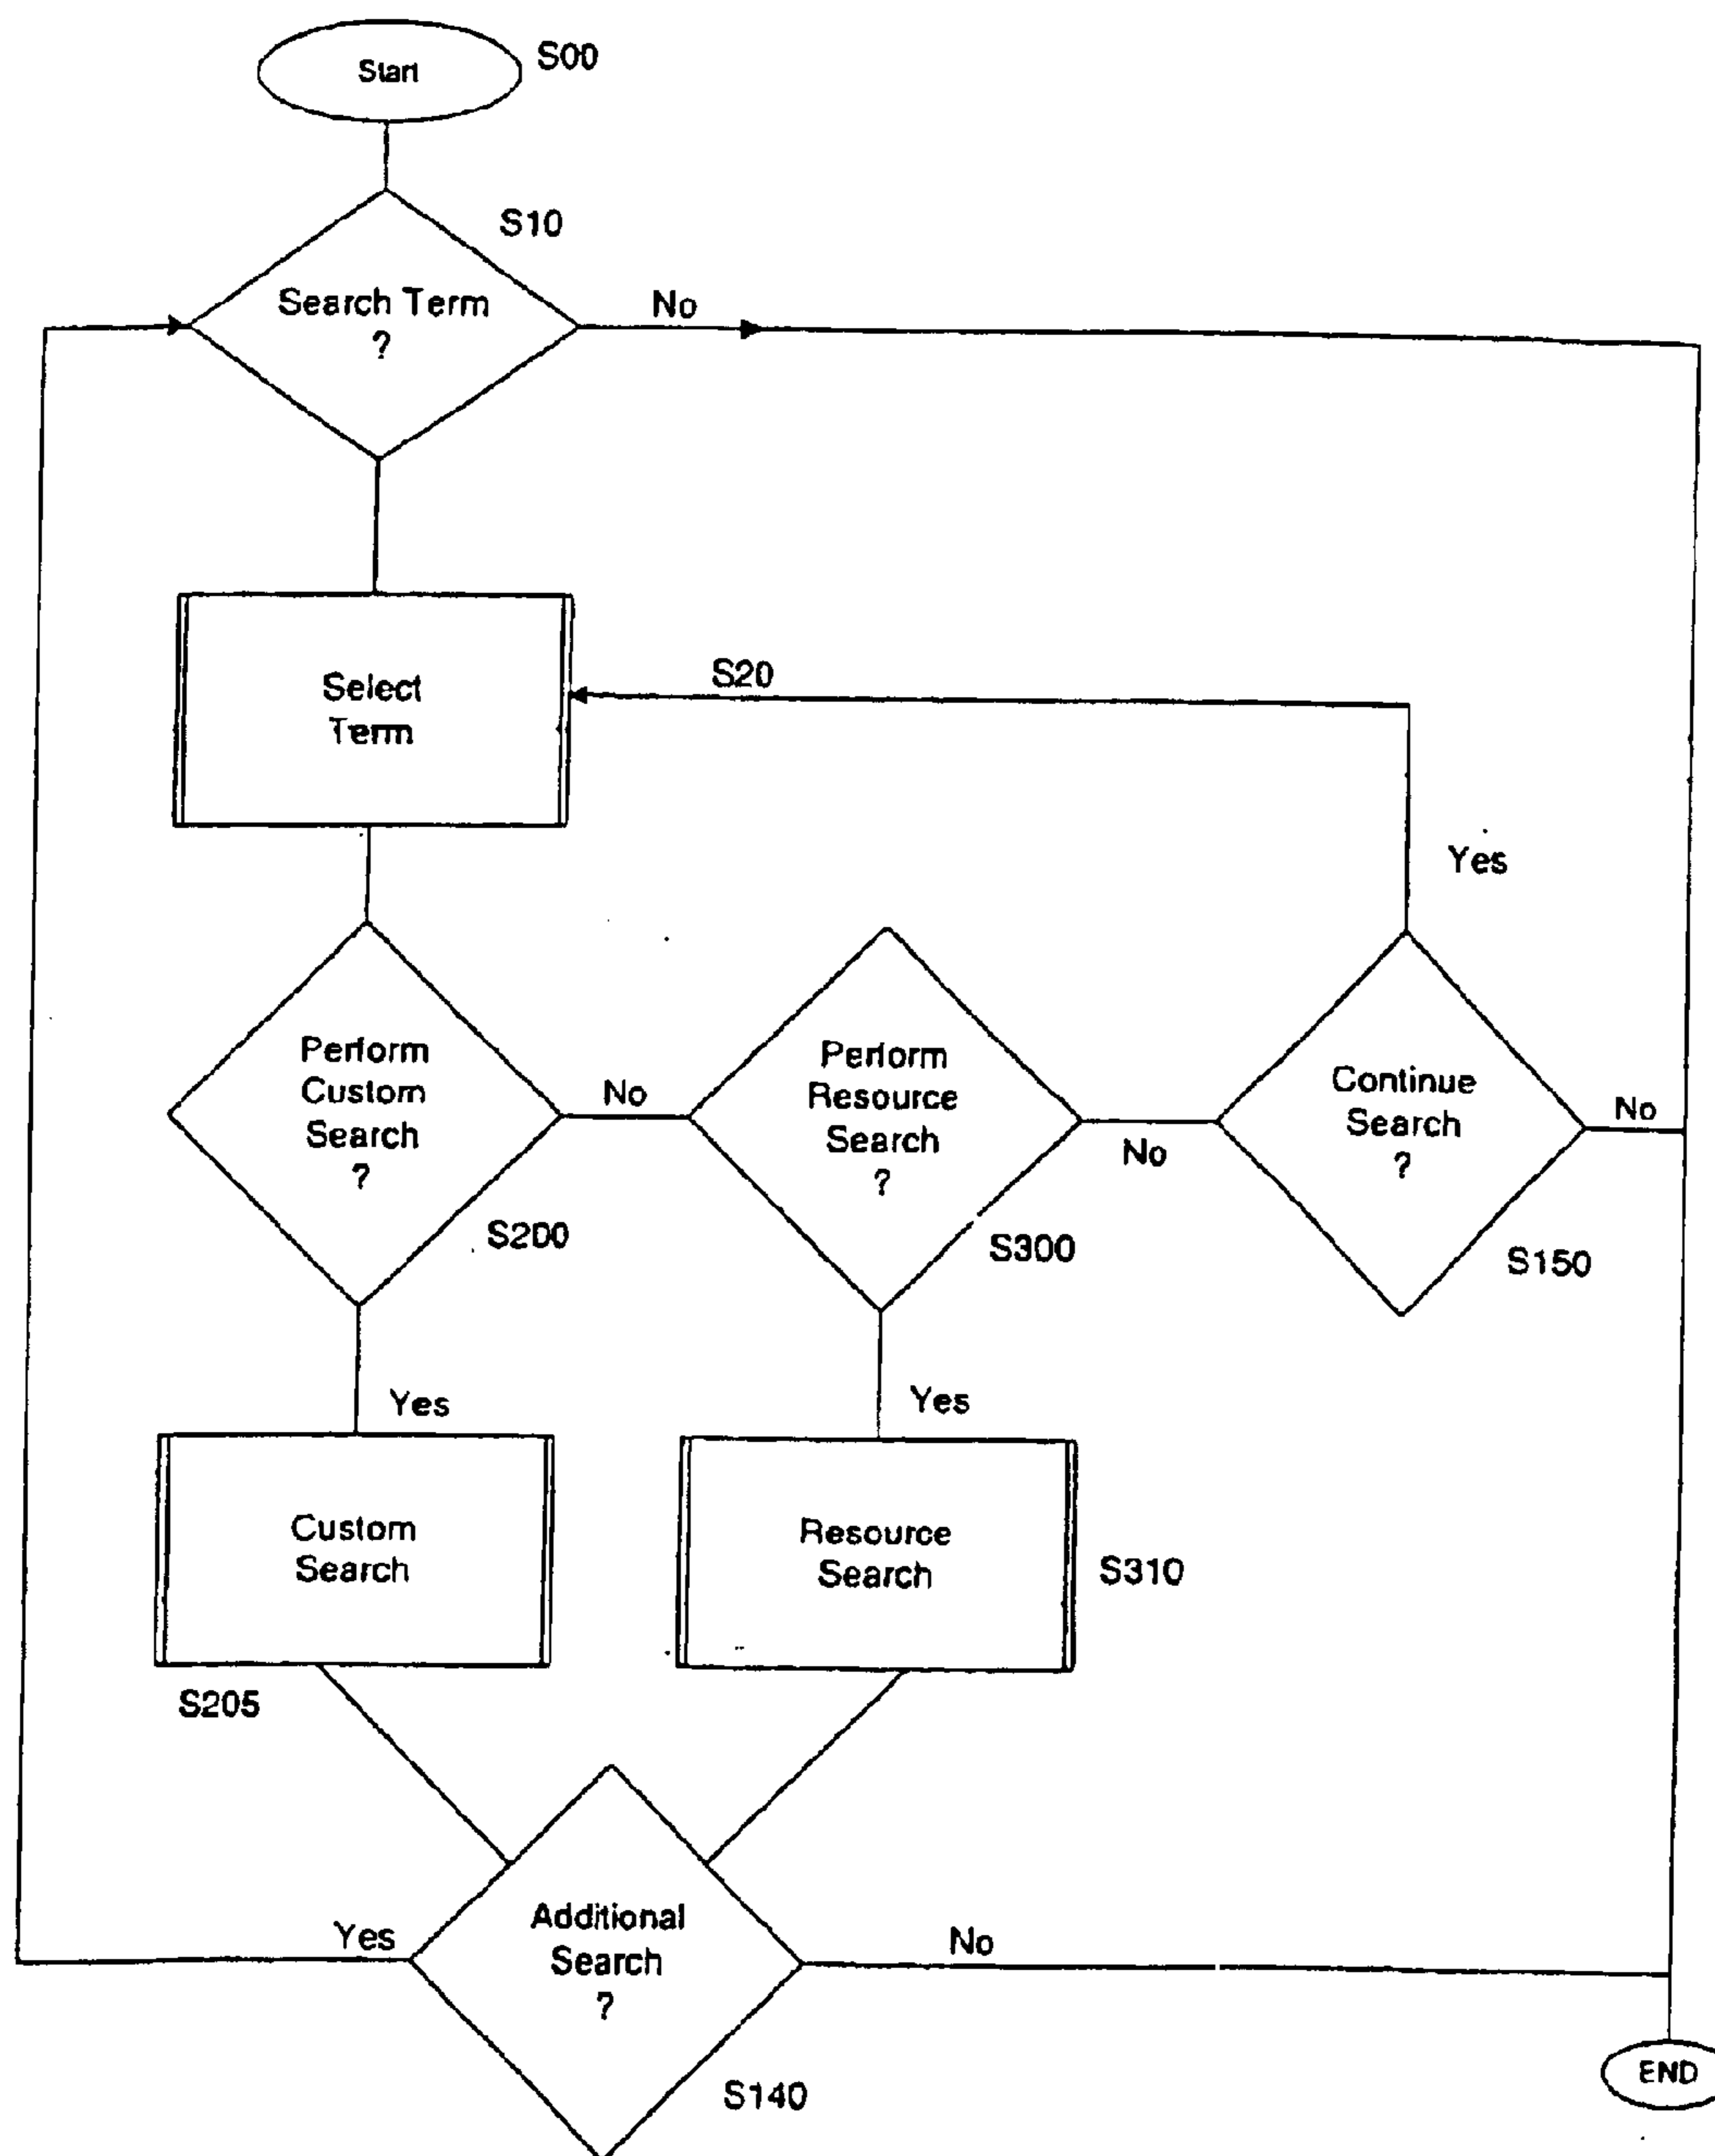 Start
S00
S10
Search Term
?
No
Select
Term
S20
Yes
Perform
Custom
Search
?
No
S200
Perform
Resource
Search
?
No
S300
Continue
Search
?
No
S150
Yes
Yes
Custom
Search
S205
Resource
Search
S310
Additional
Search
?
Yes
No
S140
END